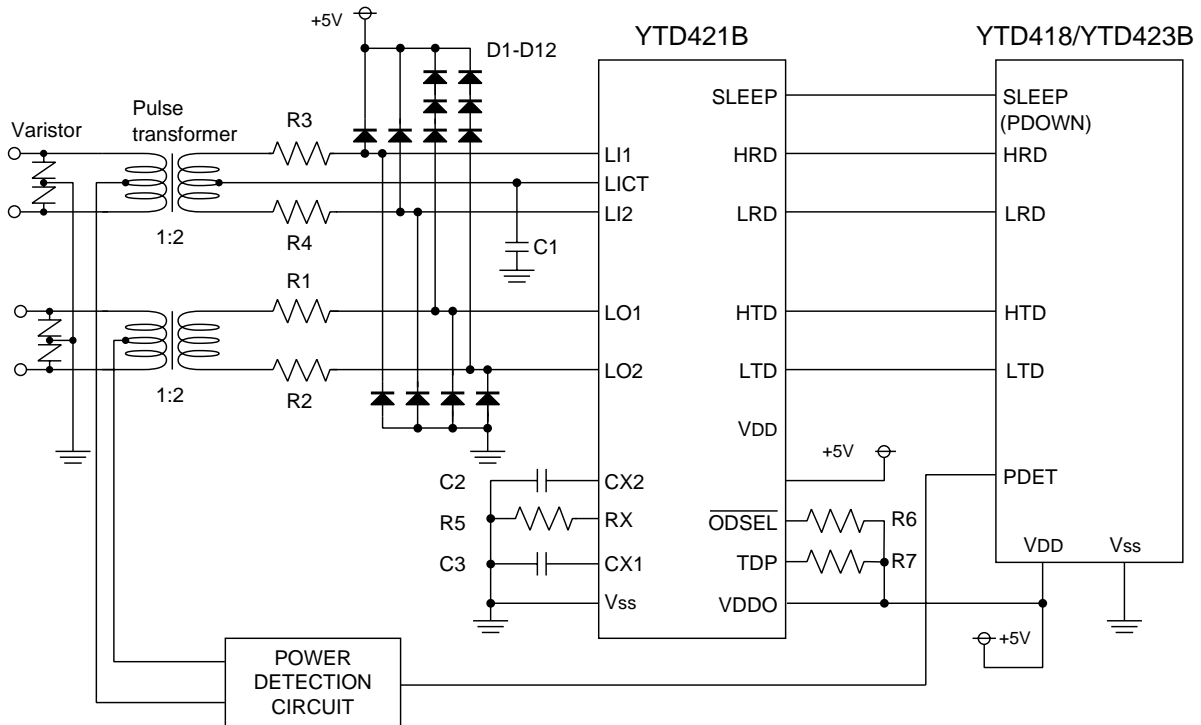 +5V
YTD421B
YTD418/YTD423B
D1-D12
SLEEP
SLEEP
(PDOWN)
Varistor
Pulse
transformer
R3
LI1
HRD
HRD
LICT
LI2
LRD
LRD
1:2
R4
C1
R1
LO1
HTD
HTD
LO2
LTD
LTD
1:2
R2
VDD
+5V
C2
CX2
PDET
R5
RX
ODSEL
R6
C3
CX1
TDP
R7
VDD
Vss
Vss
VDDO
+5V
POWER
DETECTION
CIRCUIT